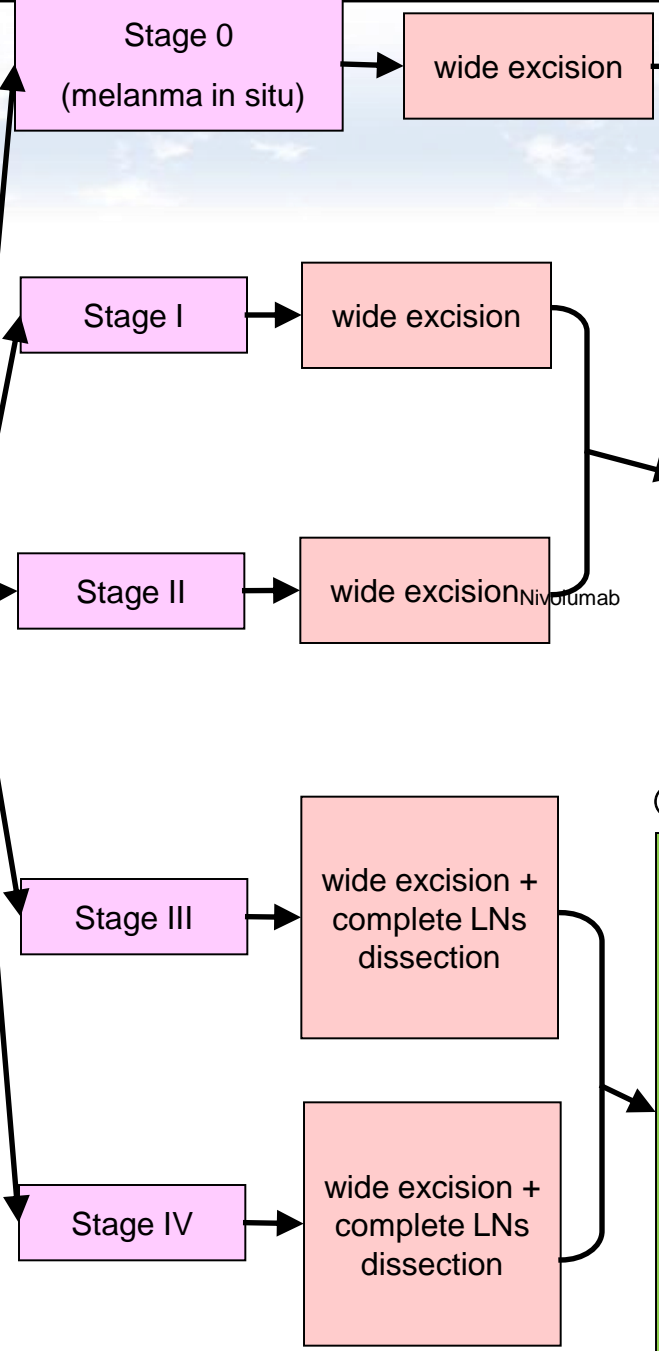 Stage 0
(melanma in situ)
wide excision
Stage I
wide excision
Stage II
wide excision
Nivolumab
Stage III
wide excision +
complete LNs
dissection
Stage IV
wide excision +
complete LNs
dissection